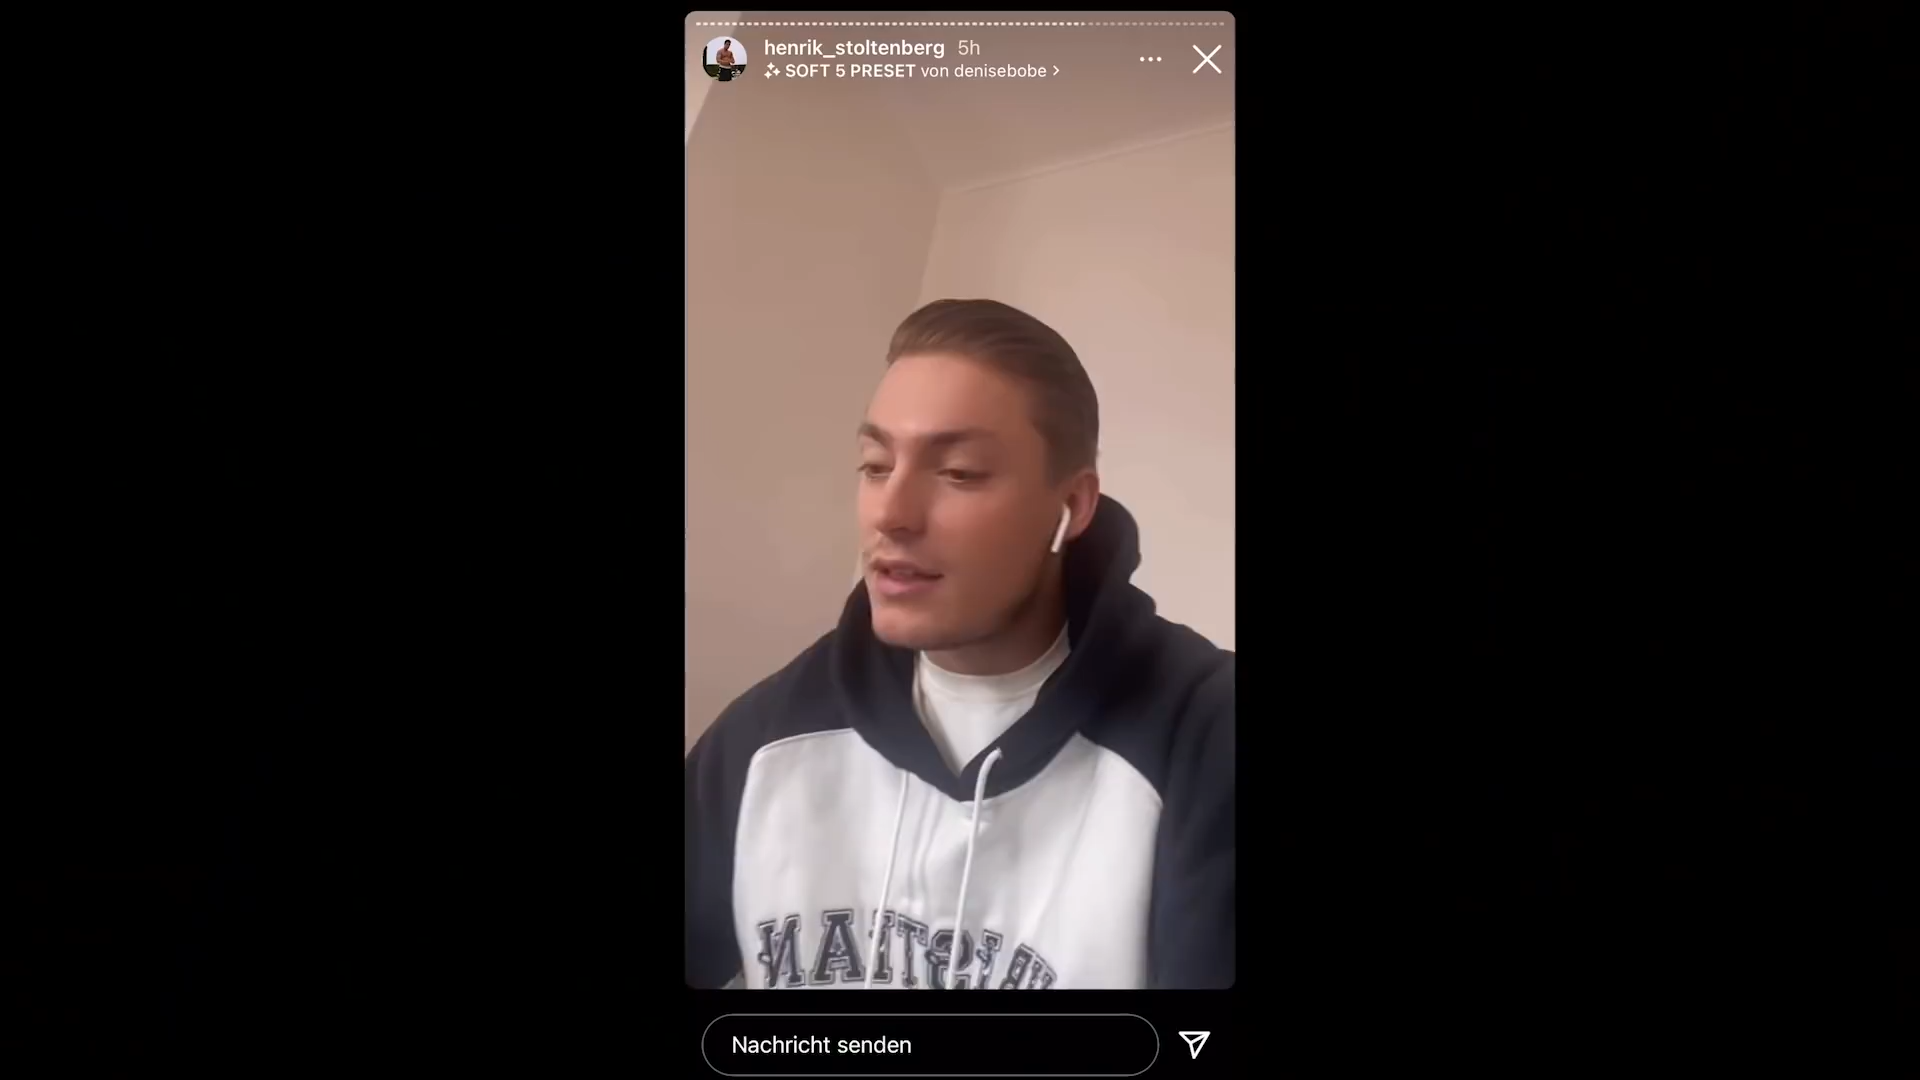 henrik_stoltenberg 5h
SOFT 5 PRESET von denisebobe >
Nachricht senden